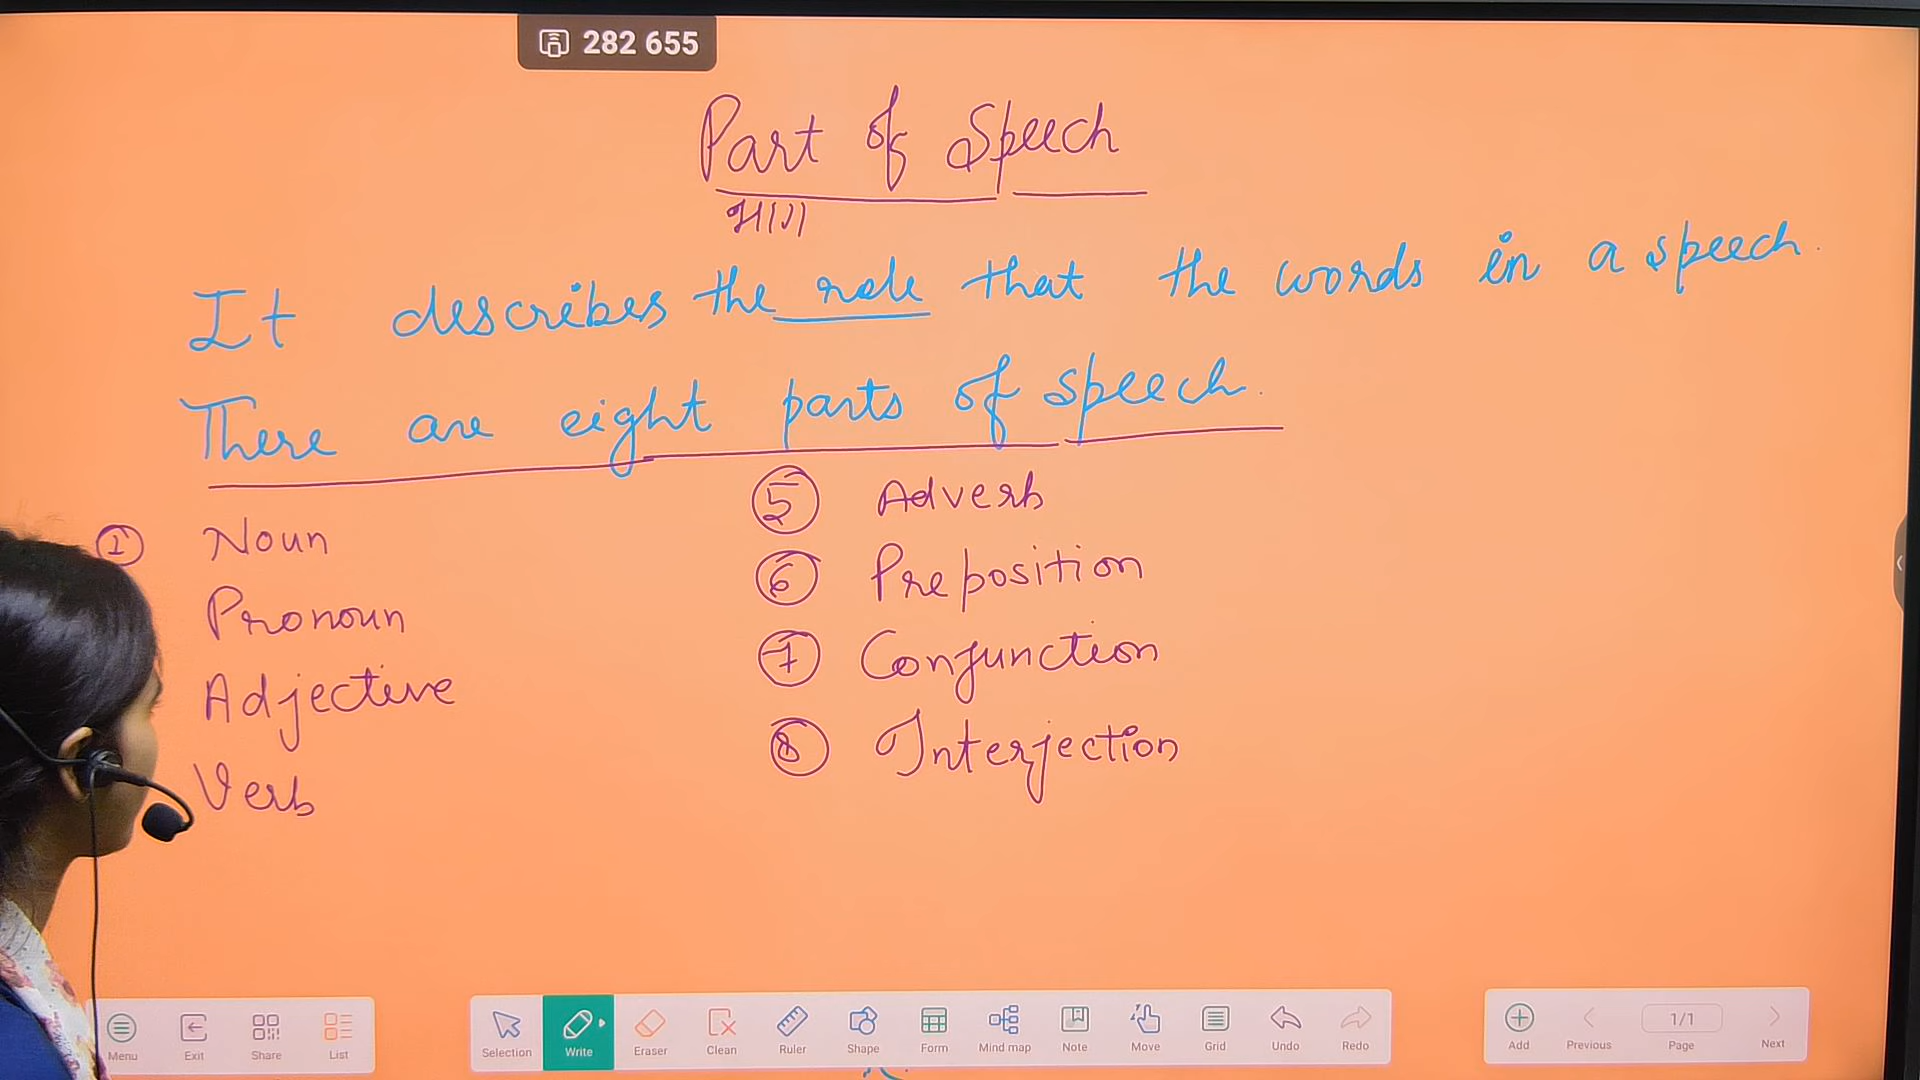 282 655
Part of Speech
भाग
It describes the role that the words in a speech.
There are eight parts of speech.
① Noun
Pronoun
Adjective
Verb
⑤ Adverb
⑥ Preposition
⑦ Conjunction
⑧ Interjection
Menu Exit Share List
Selection Write Eraser Clean Ruler Shape Form Mind map Note Move Grid Undo Redo
Add Previous 1/1 Page Next